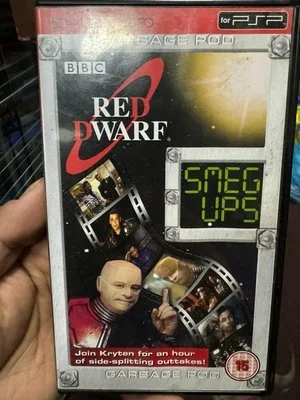 for PSP
GARBAGE POD
BBC
RED
DWARF
SMEG
UPS
Join Kryten for an hour
of side-splitting outtakes!
15
GARBAGE POD